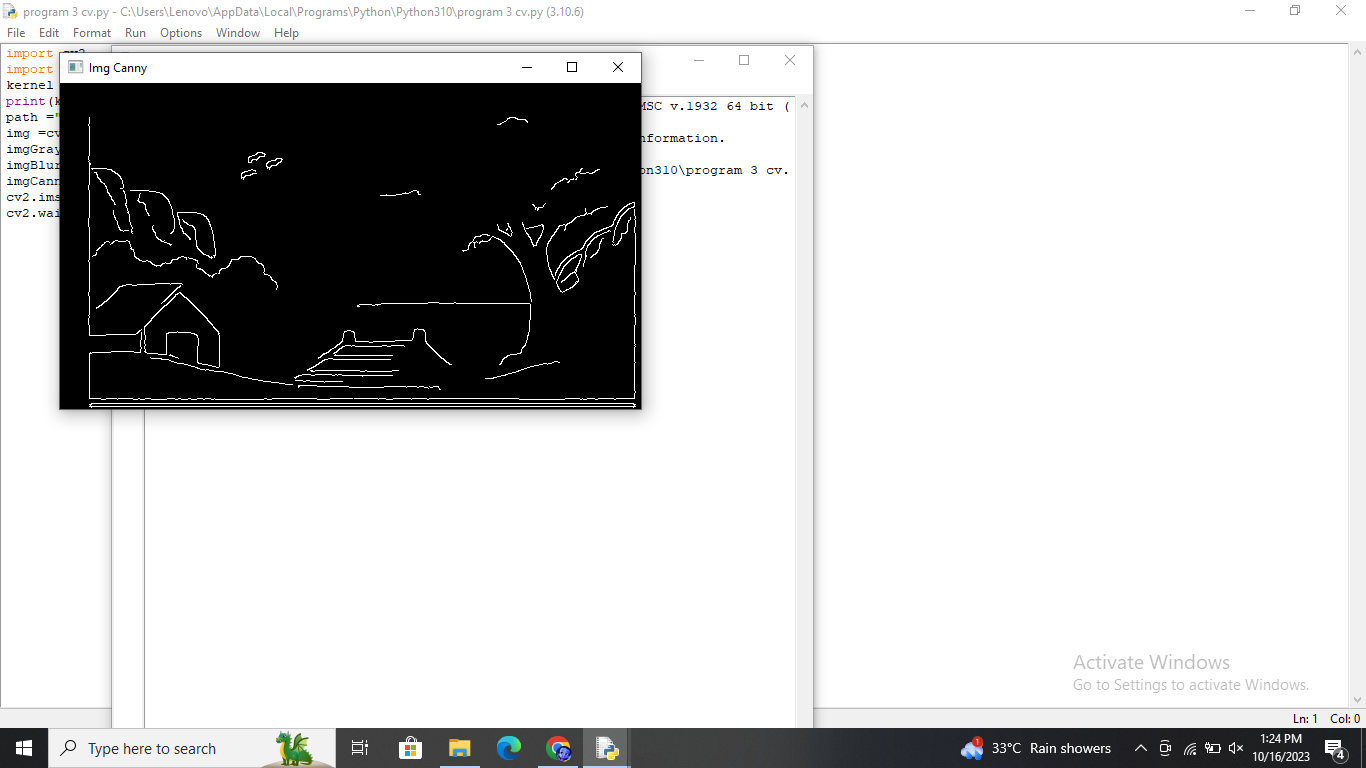 program 3 cv.py - C:\Users\Lenovo\AppData\Local\Programs\Python\Python310\program 3 cv.py (3.10.6)
File Edit Format Run Options Window Help
import
import
kernel
print(
path ="
img =cv
imgGray
imgBlur
imgCann
cv2.ims
cv2.wai
Img Canny
MSC v.1932 64 bit (
nformation.
on310\program 3 cv.
Activate Windows
Go to Settings to activate Windows.
Ln: 1 Col: 0
Type here to search
1
33°C Rain showers
1:24 PM
10/16/2023
4